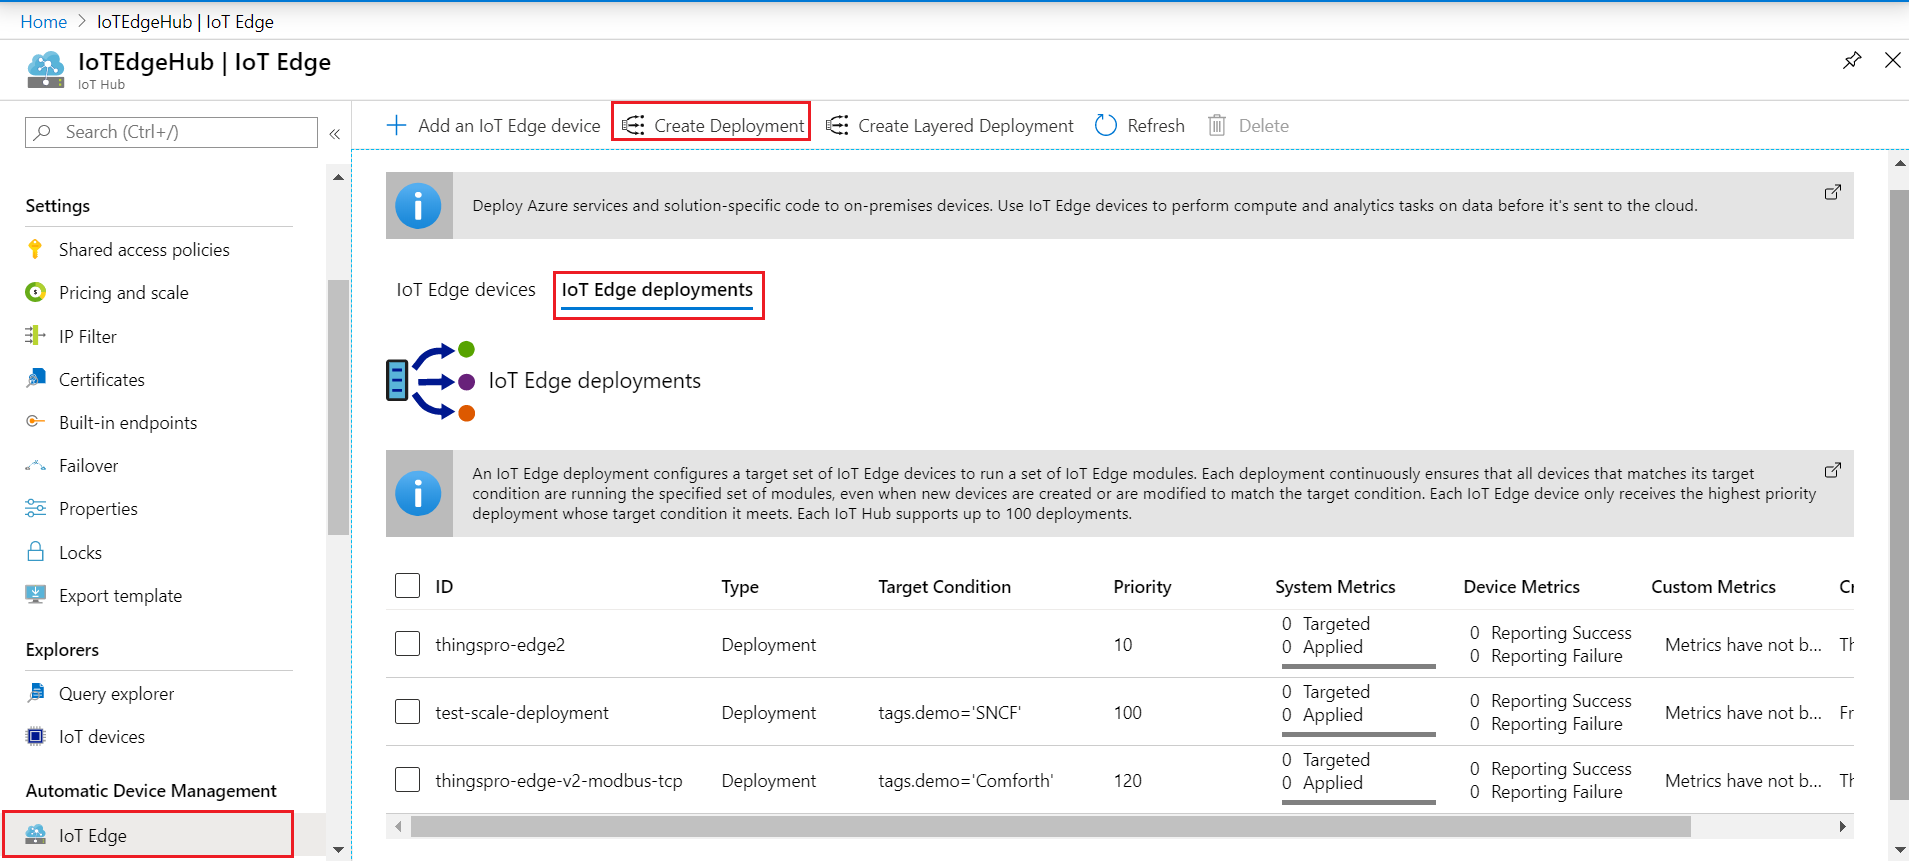 Home > IoTEdgeHub | IoT Edge
IoTEdgeHub | IoT Edge
IoT Hub
Search (Ctrl+/)
«
Settings
Shared access policies
Pricing and scale
IP Filter
Certificates
Built-in endpoints
Failover
Properties
Locks
Export template
Explorers
Query explorer
IoT devices
Automatic Device Management
IoT Edge
Add an IoT Edge device Create Deployment Create Layered Deployment Refresh Delete
Deploy Azure services and solution-specific code to on-premises devices. Use IoT Edge devices to perform compute and analytics tasks on data before it's sent to the cloud.
IoT Edge devices IoT Edge deployments
IoT Edge deployments
An IoT Edge deployment configures a target set of IoT Edge devices to run a set of IoT Edge modules. Each deployment continuously ensures that all devices that matches its target
condition are running the specified set of modules, even when new devices are created or are modified to match the target condition. Each IoT Edge device only receives the highest priority
deployment whose target condition it meets. Each IoT Hub supports up to 100 deployments.
ID Type Target Condition Priority System Metrics Device Metrics Custom Metrics Cr
thingspro-edge2 Deployment 10 0 Targeted 0 Applied 0 Reporting Success 0 Reporting Failure Metrics have not b... Th
test-scale-deployment Deployment tags.demo='SNCF' 100 0 Targeted 0 Applied 0 Reporting Success 0 Reporting Failure Metrics have not b... Fr
thingspro-edge-v2-modbus-tcp Deployment tags.demo='Comforth' 120 0 Targeted 0 Applied 0 Reporting Success 0 Reporting Failure Metrics have not b... Th